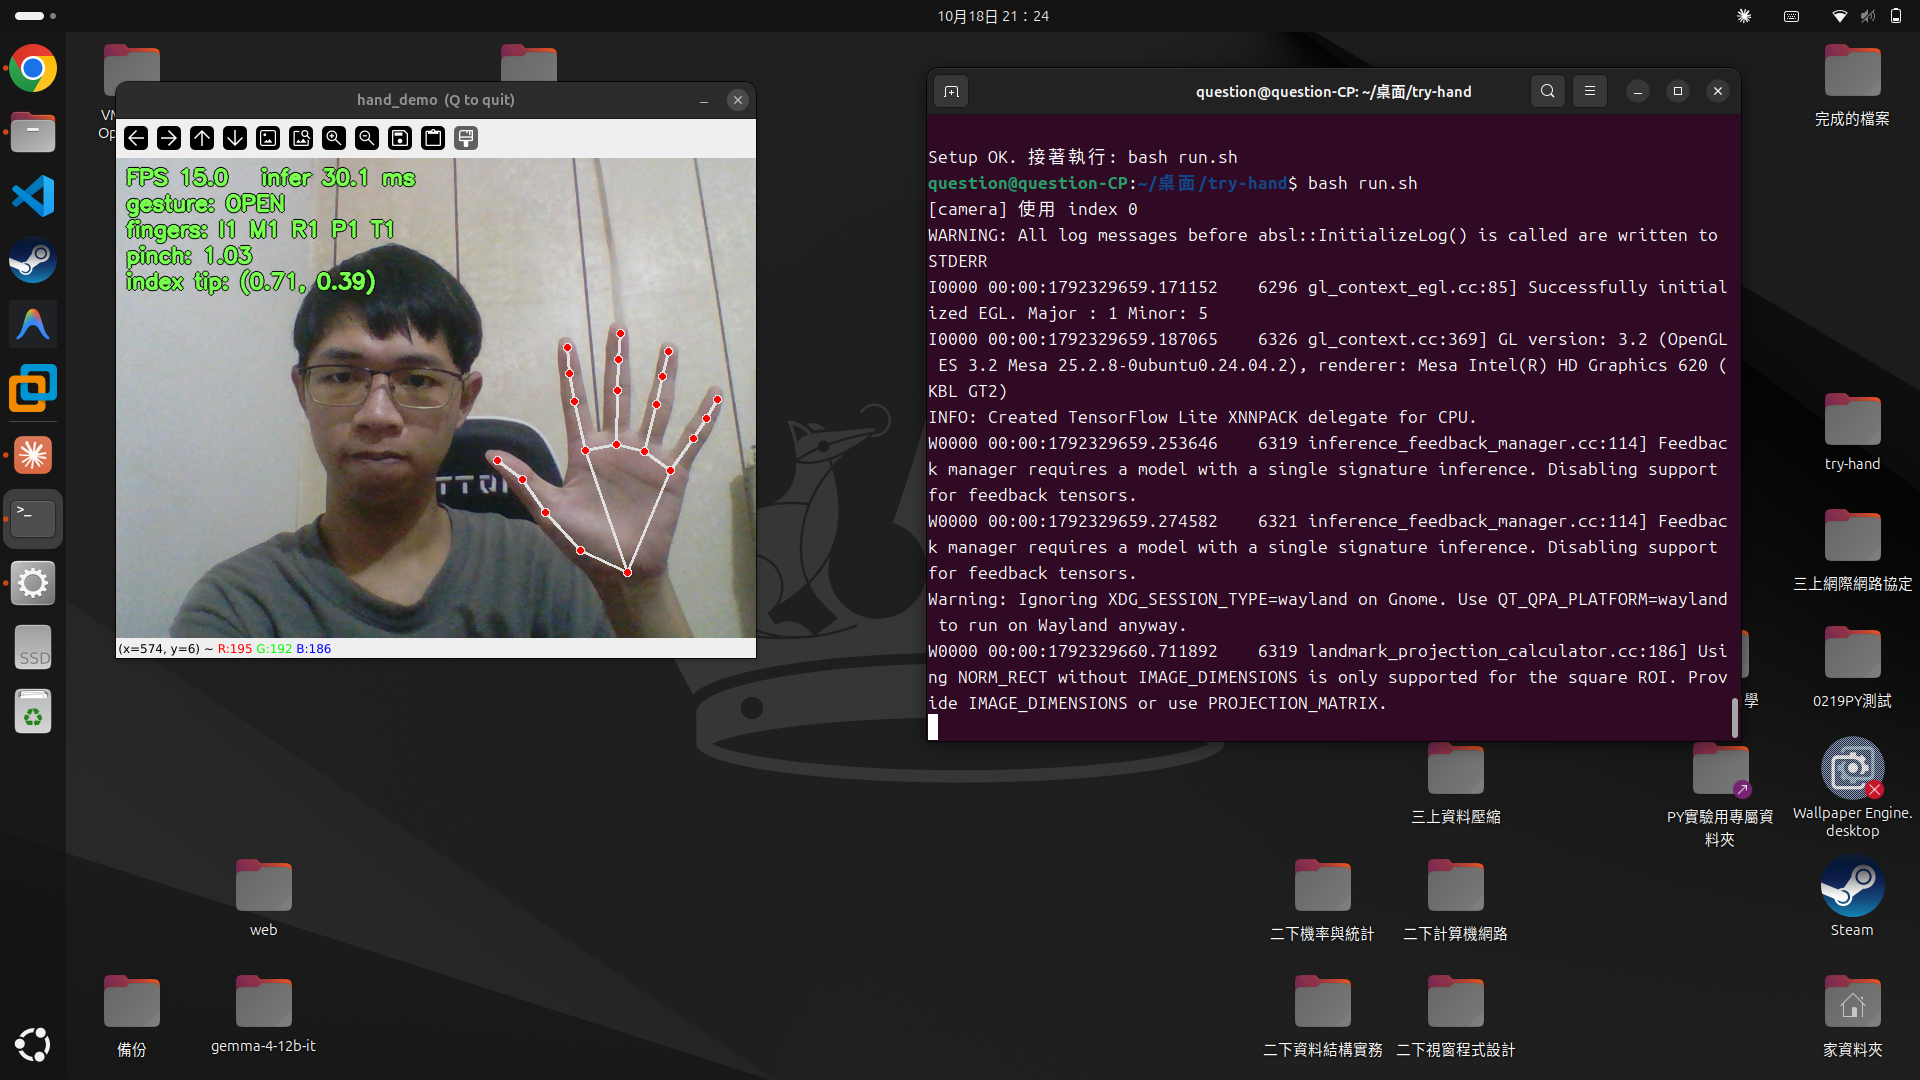 10月18日 21：24
VM
Op
hand_demo (Q to quit)
FPS 15.0 infer 30.1 ms
gesture: OPEN
fingers: I1 M1 R1 P1 T1
pinch: 1.03
index tip: (0.71, 0.39)
(x=574, y=6) ~ R:195 G:192 B:186
question@question-CP: ~/桌面/try-hand
Setup OK. 接著執行: bash run.sh
question@question-CP:~/桌面/try-hand$ bash run.sh
[camera] 使用 index 0
WARNING: All log messages before absl::InitializeLog() is called are written to
STDERR
I0000 00:00:1792329659.171152    6296 gl_context_egl.cc:85] Successfully initial
ized EGL. Major : 1 Minor: 5
I0000 00:00:1792329659.187065    6326 gl_context.cc:369] GL version: 3.2 (OpenGL
ES 3.2 Mesa 25.2.8-0ubuntu0.24.04.2), renderer: Mesa Intel(R) HD Graphics 620 (
KBL GT2)
INFO: Created TensorFlow Lite XNNPACK delegate for CPU.
W0000 00:00:1792329659.253646    6319 inference_feedback_manager.cc:114] Feedbac
k manager requires a model with a single signature inference. Disabling support
for feedback tensors.
W0000 00:00:1792329659.274582    6321 inference_feedback_manager.cc:114] Feedbac
k manager requires a model with a single signature inference. Disabling support
for feedback tensors.
Warning: Ignoring XDG_SESSION_TYPE=wayland on Gnome. Use QT_QPA_PLATFORM=wayland
to run on Wayland anyway.
W0000 00:00:1792329660.711892    6319 landmark_projection_calculator.cc:186] Usi
ng NORM_RECT without IMAGE_DIMENSIONS is only supported for the square ROI. Prov
ide IMAGE_DIMENSIONS or use PROJECTION_MATRIX.
完成的檔案
try-hand
三上網際網路協定
學
0219PY測試
三上資料壓縮
PY實驗用專屬資
料夾
Wallpaper Engine.
desktop
web
二下機率與統計
二下計算機網路
Steam
備份
gemma-4-12b-it
二下資料結構實務
二下視窗程式設計
家資料夾
SSD